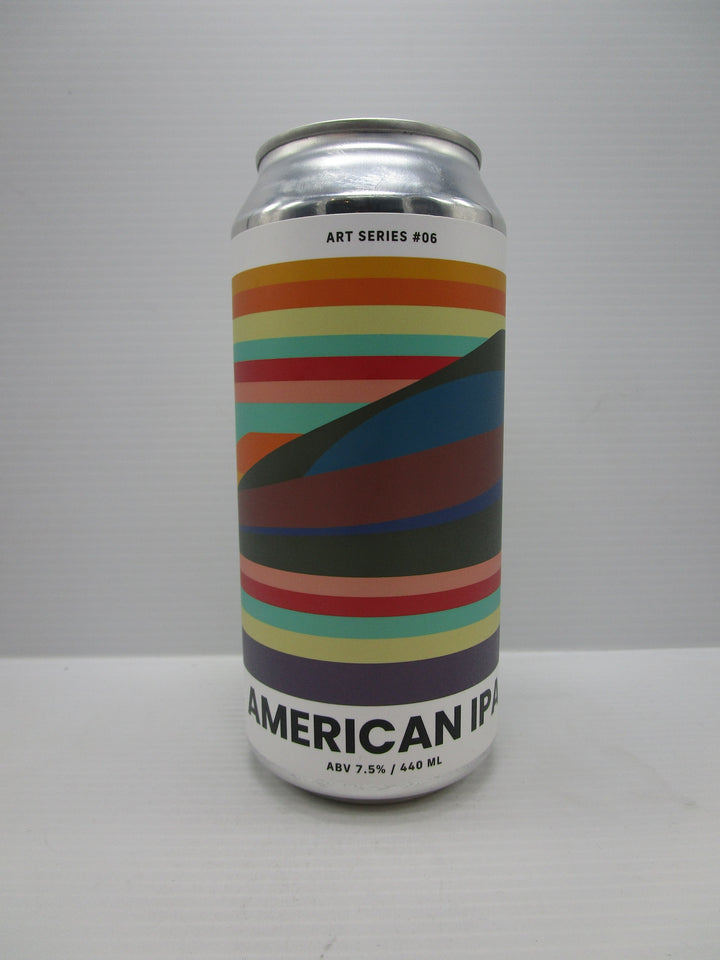 ART SERIES #06
AMERICAN IPA
ABV 7.5% / 440 ML